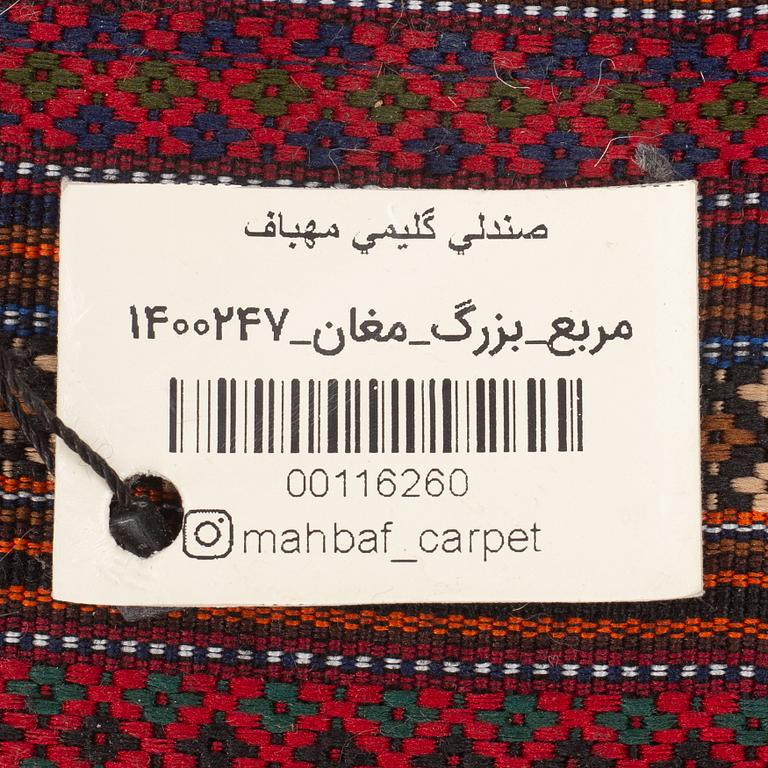 صندلي گليمي مهباف
مربع_بزرگ_مغان_۱۴۰۰۲۴۷
00116260
mahbaf_carpet